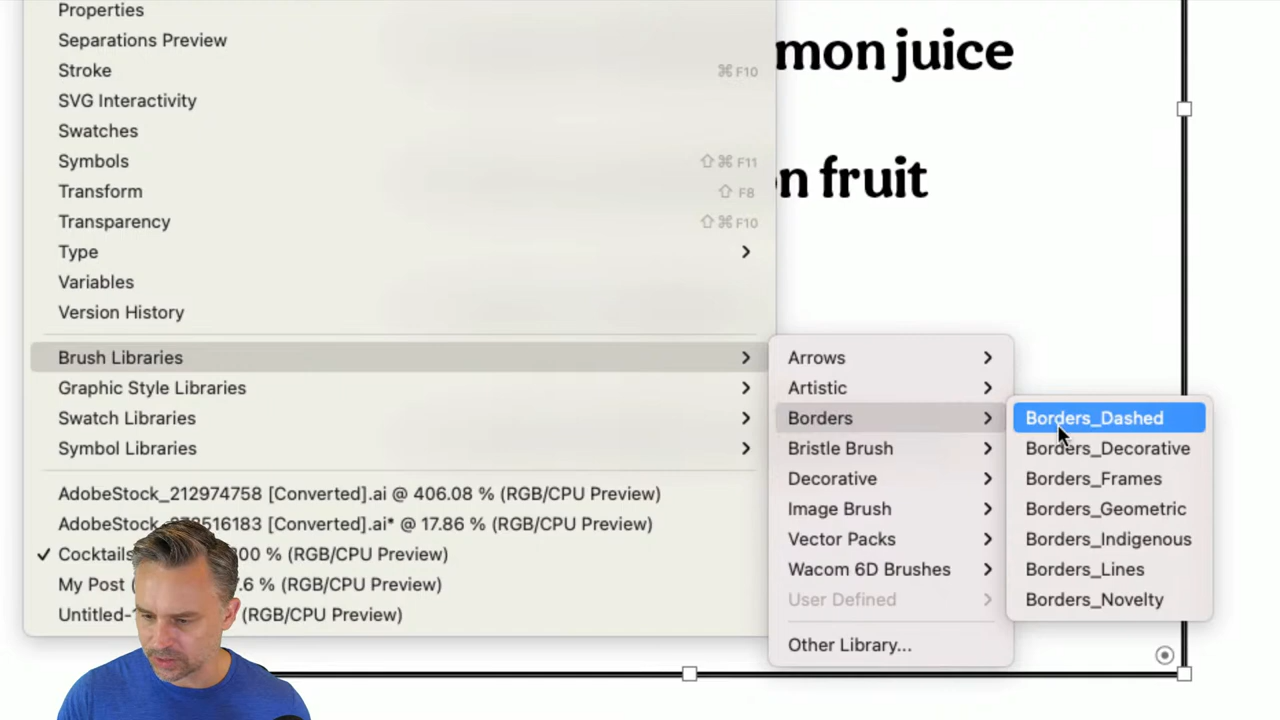 Properties
Separations Preview
Stroke ⌘F10
SVG Interactivity
Swatches
Symbols ⇧⌘F11
Transform ⇧F8
Transparency ⇧⌘F10
Type
Variables
Version History
Brush Libraries
Graphic Style Libraries
Swatch Libraries
Symbol Libraries
AdobeStock_212974758 [Converted].ai @ 406.08 % (RGB/CPU Preview)
[Converted].ai* @ 17.86 % (RGB/CPU Preview)
✓ Cocktails % (RGB/CPU Preview)
My Post % (RGB/CPU Preview)
(RGB/CPU Preview)
Arrows
Artistic
Borders
Bristle Brush
Decorative
Image Brush
Vector Packs
Wacom 6D Brushes
User Defined
Other Library...
Borders_Dashed
Borders_Decorative
Borders_Frames
Borders_Geometric
Borders_Indigenous
Borders_Lines
Borders_Novelty
mon juice
n fruit